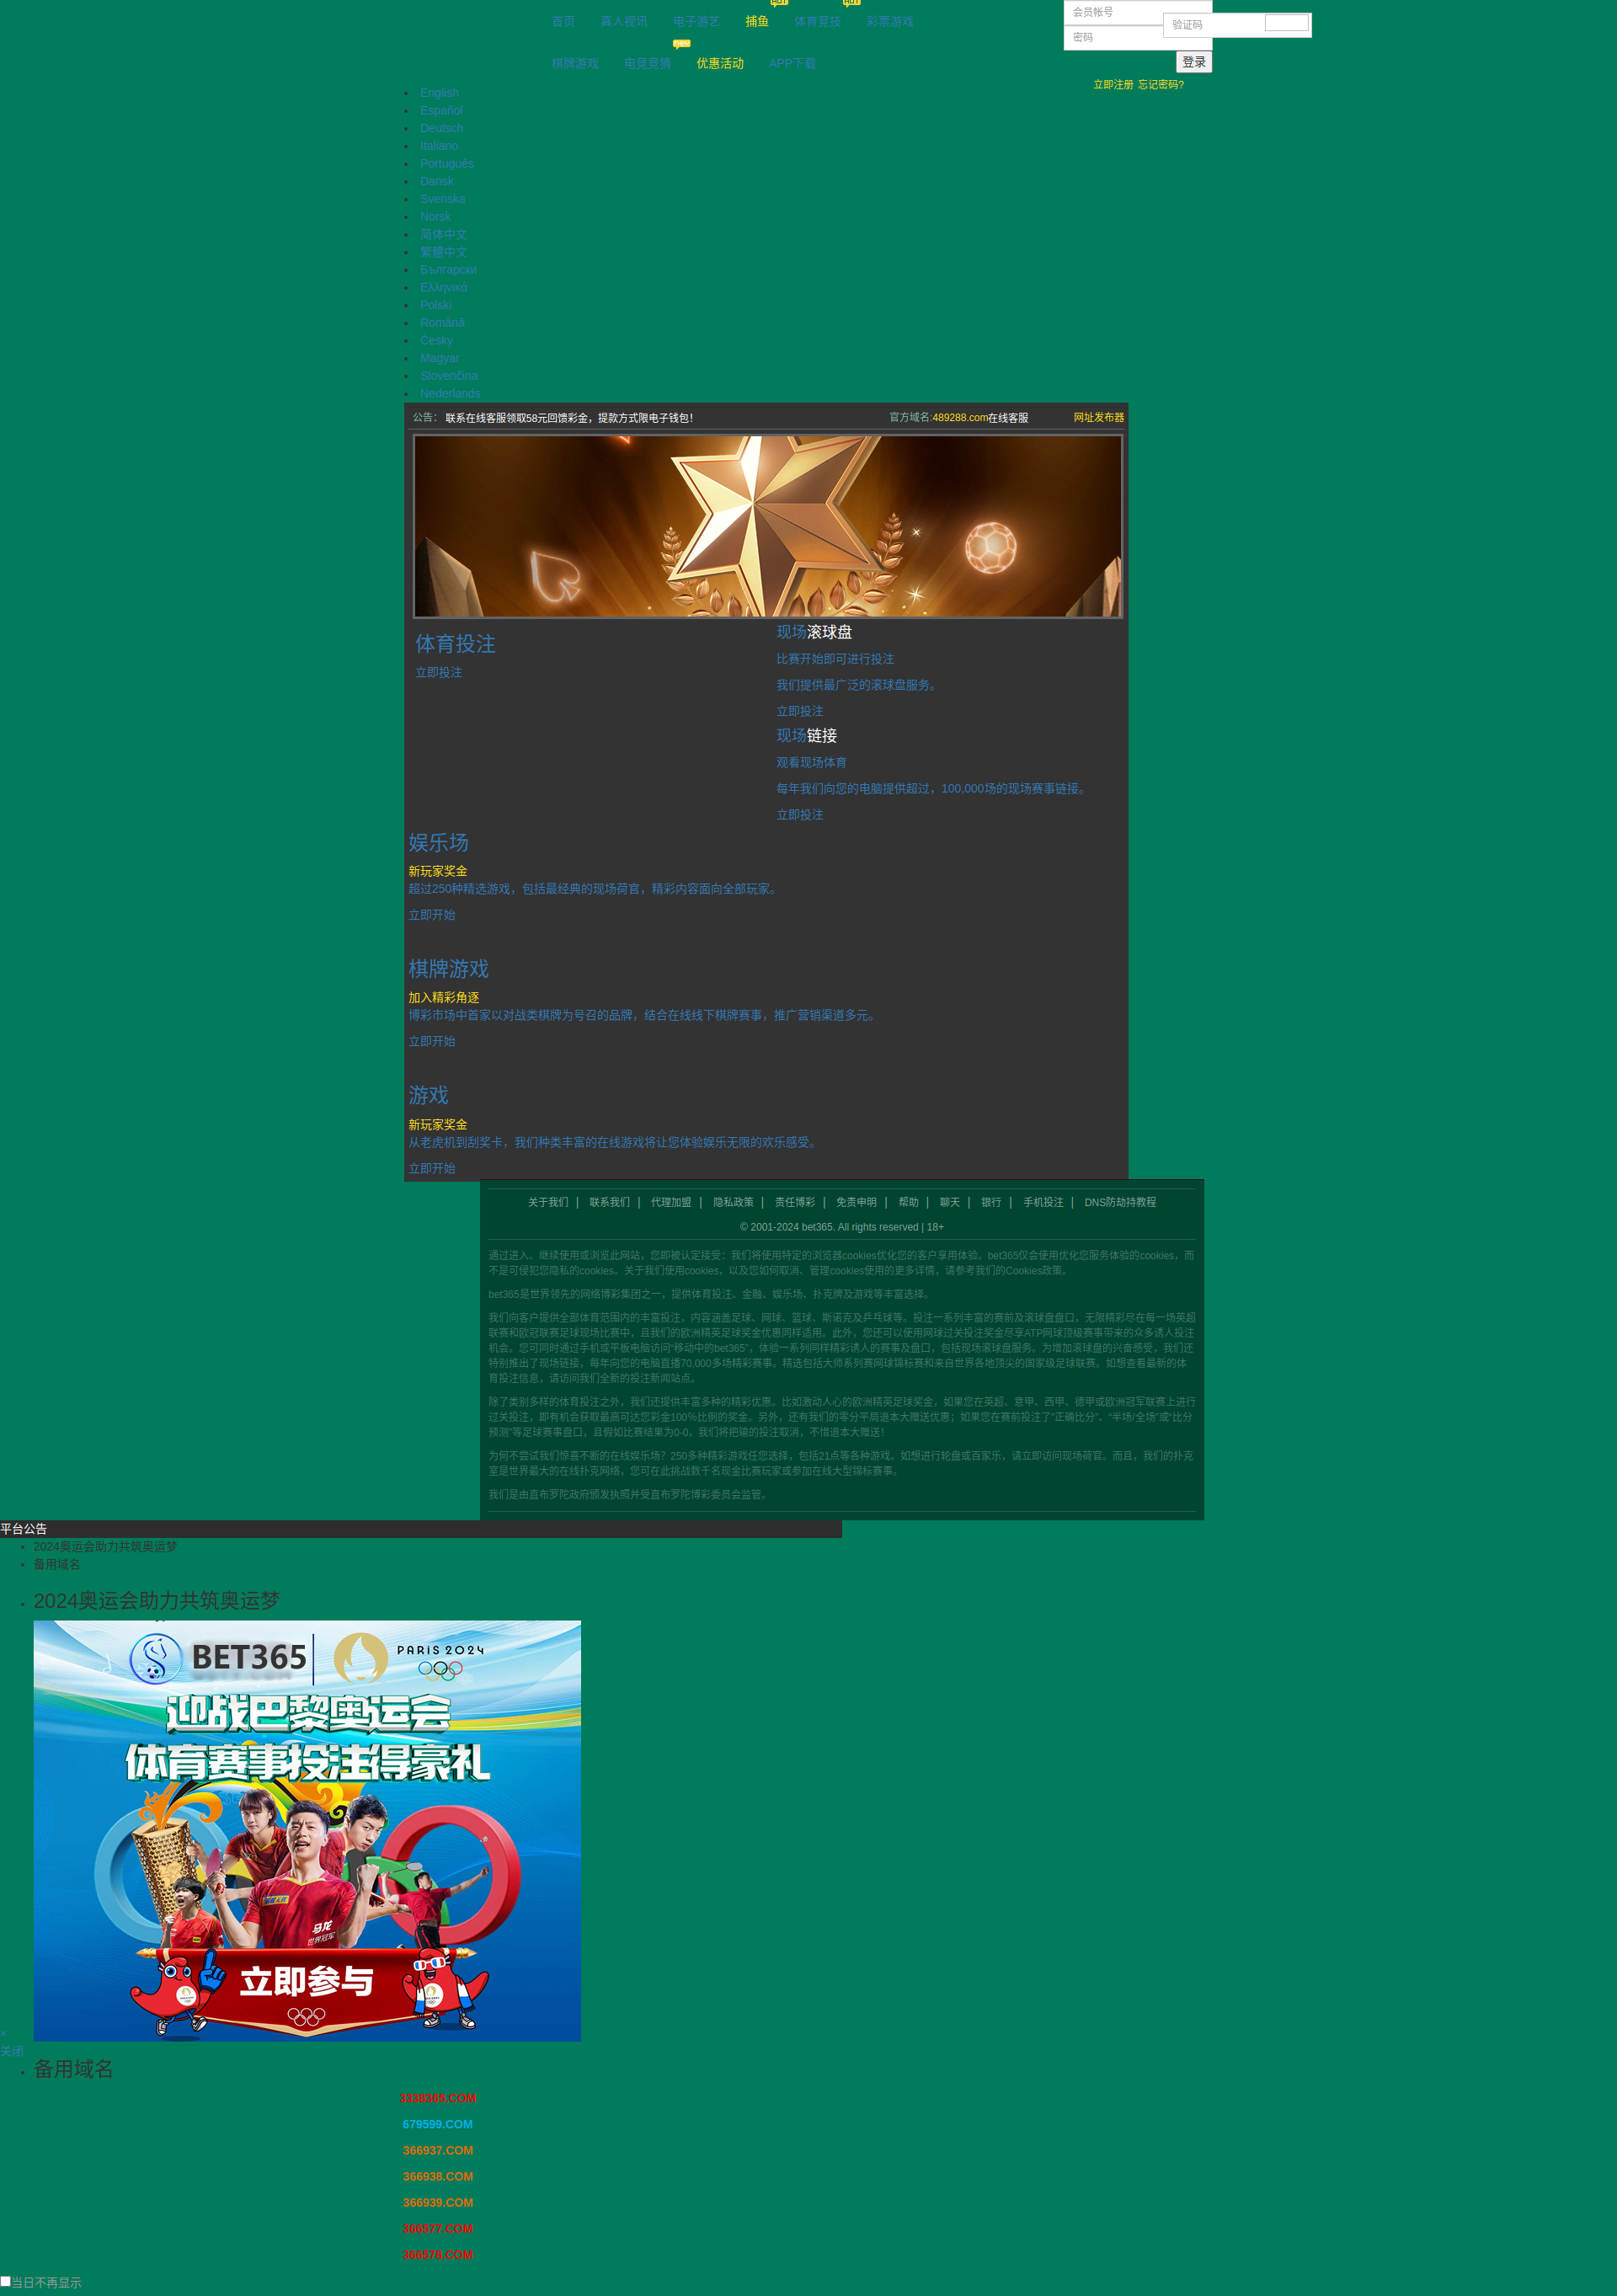 首页 真人视讯 电子游艺 捕鱼 HOT 体育竞技 HOT 彩票游戏
棋牌游戏 电竞竞猜 new 优惠活动 APP下载
会员帐号
验证码
密码
登录
立即注册 忘记密码?
English
Español
Deutsch
Italiano
Português
Dansk
Svenska
Norsk
简体中文
繁體中文
Български
Ελληνικά
Polski
Română
Česky
Magyar
Slovenčina
Nederlands
公告： 联系在线客服领取58元回馈彩金，提款方式限电子钱包！ 官方域名:489288.com在线客服 网址发布器
体育投注
立即投注
现场滚球盘
比赛开始即可进行投注
我们提供最广泛的滚球盘服务。
立即投注
现场链接
观看现场体育
每年我们向您的电脑提供超过，100,000场的现场赛事链接。
立即投注
娱乐场
新玩家奖金
超过250种精选游戏，包括最经典的现场荷官，精彩内容面向全部玩家。
立即开始
棋牌游戏
加入精彩角逐
博彩市场中首家以对战类棋牌为号召的品牌，结合在线线下棋牌赛事，推广营销渠道多元。
立即开始
游戏
新玩家奖金
从老虎机到刮奖卡，我们种类丰富的在线游戏将让您体验娱乐无限的欢乐感受。
立即开始
关于我们 | 联系我们 | 代理加盟 | 隐私政策 | 责任博彩 | 免责申明 | 帮助 | 聊天 | 银行 | 手机投注 | DNS防劫持教程
© 2001-2024 bet365. All rights reserved | 18+
通过进入、继续使用或浏览此网站，您即被认定接受：我们将使用特定的浏览器cookies优化您的客户享用体验。bet365仅会使用优化您服务体验的cookies，而
不是可侵犯您隐私的cookies。关于我们使用cookies，以及您如何取消、管理cookies使用的更多详情，请参考我们的Cookies政策。
bet365是世界领先的网络博彩集团之一，提供体育投注、金融、娱乐场、扑克牌及游戏等丰富选择。
我们向客户提供全部体育范围内的丰富投注，内容涵盖足球、网球、篮球、斯诺克及乒乓球等。投注一系列丰富的赛前及滚球盘盘口，无限精彩尽在每一场英超
联赛和欧冠联赛足球现场比赛中，且我们的欧洲精英足球奖金优惠同样适用。此外，您还可以使用网球过关投注奖金尽享ATP网球顶级赛事带来的众多诱人投注
机会。您可同时通过手机或平板电脑访问“移动中的bet365”，体验一系列同样精彩诱人的赛事及盘口，包括现场滚球盘服务。为增加滚球盘的兴奋感受，我们还
特别推出了现场链接，每年向您的电脑直播70,000多场精彩赛事。精选包括大师系列赛网球锦标赛和来自世界各地顶尖的国家级足球联赛。如想查看最新的体
育投注信息，请访问我们全新的投注新闻站点。
除了类别多样的体育投注之外，我们还提供丰富多种的精彩优惠。比如激动人心的欧洲精英足球奖金，如果您在英超、意甲、西甲、德甲或欧洲冠军联赛上进行
过关投注，即有机会获取最高可达您彩金100％比例的奖金。另外，还有我们的零分平局退本大赠送优惠；如果您在赛前投注了“正确比分”、“半场/全场”或“比分
预测”等足球赛事盘口，且假如比赛结果为0-0，我们将把输的投注取消，不惜退本大赠送！
为何不尝试我们惊喜不断的在线娱乐场？250多种精彩游戏任您选择，包括21点等各种游戏。如想进行轮盘或百家乐，请立即访问现场荷官。而且，我们的扑克
室是世界最大的在线扑克网络，您可在此挑战数千名现金比赛玩家或参加在线大型锦标赛事。
我们是由直布罗陀政府颁发执照并受直布罗陀博彩委员会监管。
平台公告
2024奥运会助力共筑奥运梦
备用域名
2024奥运会助力共筑奥运梦
BET365 PARIS 2024
迎战巴黎奥运会
体育赛事投注得豪礼
马龙
世界冠军
立即参与
×
关闭
备用域名
3338365.COM
679599.COM
366937.COM
366938.COM
366939.COM
366577.COM
366578.COM
当日不再显示